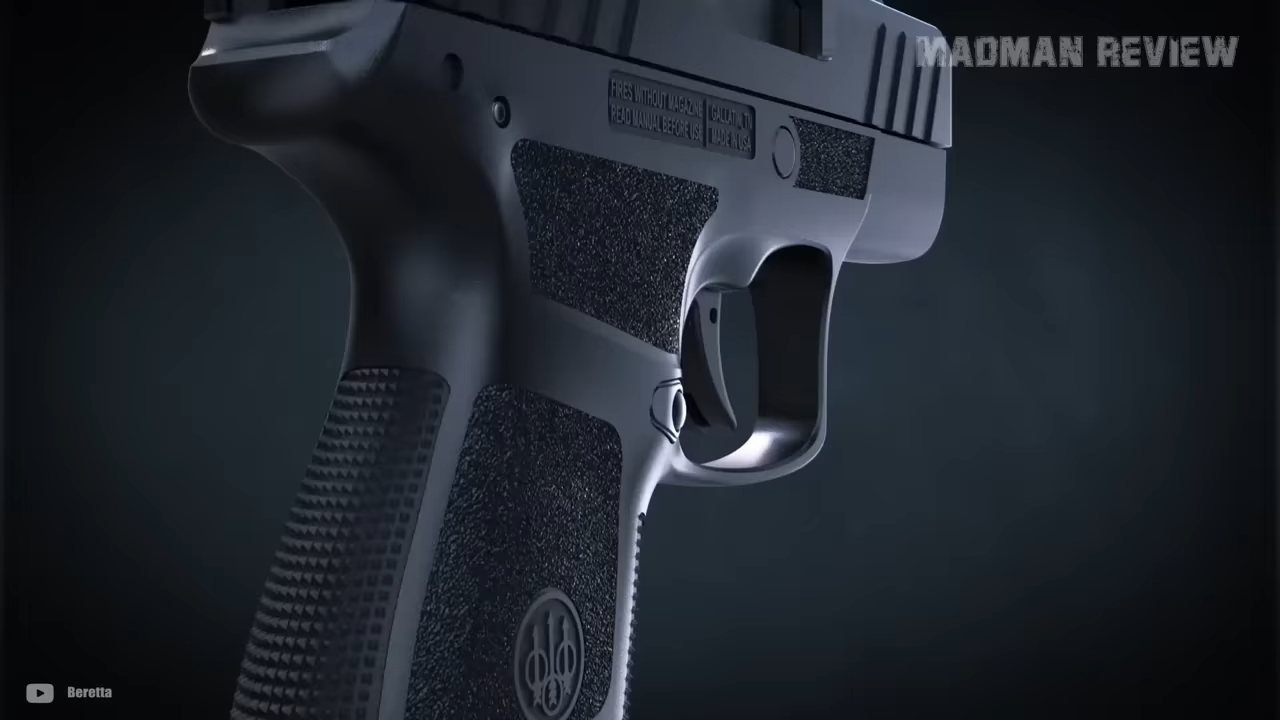 MADMAN REVIEW
FIRES WITHOUT MAGAZINE
READ MANUAL BEFORE USE
GALLATIN, TN
MADE IN USA
Beretta